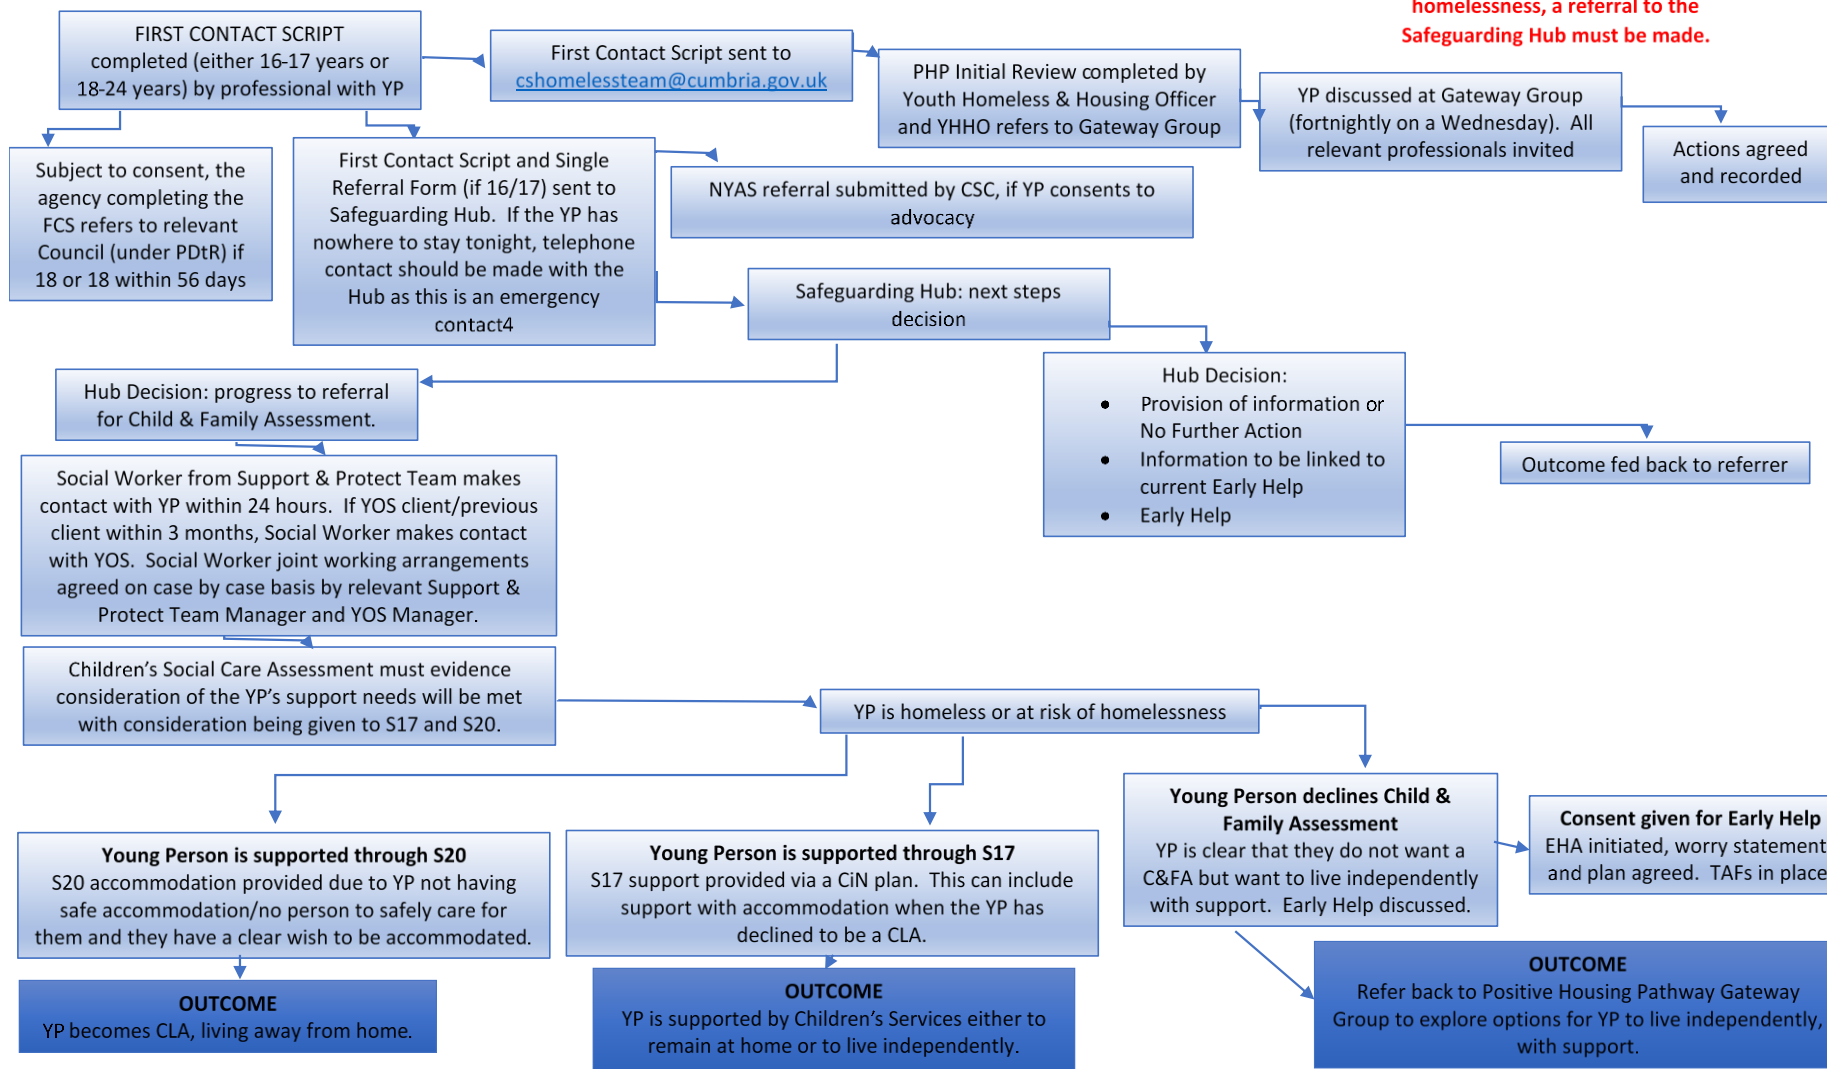 homelessness, a referral to the
Safeguarding Hub must be made.
FIRST CONTACT SCRIPT
completed (either 16-17 years or
18-24 years) by professional with YP
First Contact Script sent to
cshomelessteam@cumbria.gov.uk
PHP Initial Review completed by
Youth Homeless & Housing Officer
and YHHO refers to Gateway Group
YP discussed at Gateway Group
(fortnightly on a Wednesday).  All
relevant professionals invited
Actions agreed
and recorded
Subject to consent, the
agency completing the
FCS refers to relevant
Council (under PDtR) if
18 or 18 within 56 days
First Contact Script and Single
Referral Form (if 16/17) sent to
Safeguarding Hub.  If the YP has
nowhere to stay tonight, telephone
contact should be made with the
Hub as this is an emergency
contact4
NYAS referral submitted by CSC, if YP consents to
advocacy
Safeguarding Hub: next steps
decision
Hub Decision: progress to referral
for Child & Family Assessment.
Hub Decision:
• Provision of information or
No Further Action
• Information to be linked to
current Early Help
• Early Help
Outcome fed back to referrer
Social Worker from Support & Protect Team makes
contact with YP within 24 hours.  If YOS client/previous
client within 3 months, Social Worker makes contact
with YOS.  Social Worker joint working arrangements
agreed on case by case basis by relevant Support &
Protect Team Manager and YOS Manager.
Children's Social Care Assessment must evidence
consideration of the YP's support needs will be met
with consideration being given to S17 and S20.
YP is homeless or at risk of homelessness
Young Person is supported through S20
S20 accommodation provided due to YP not having
safe accommodation/no person to safely care for
them and they have a clear wish to be accommodated.
Young Person is supported through S17
S17 support provided via a CiN plan.  This can include
support with accommodation when the YP has
declined to be a CLA.
Young Person declines Child &
Family Assessment
YP is clear that they do not want a
C&FA but want to live independently
with support.  Early Help discussed.
Consent given for Early Help
EHA initiated, worry statement
and plan agreed.  TAFs in place
OUTCOME
YP becomes CLA, living away from home.
OUTCOME
YP is supported by Children's Services either to
remain at home or to live independently.
OUTCOME
Refer back to Positive Housing Pathway Gateway
Group to explore options for YP to live independently,
with support.